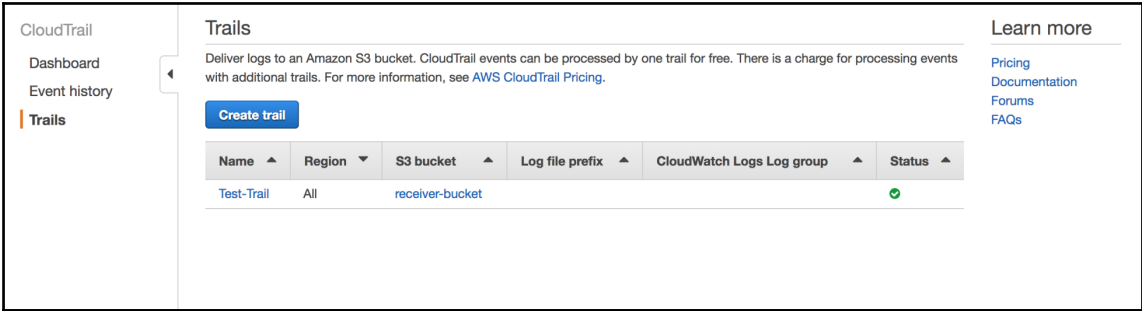 CloudTrail
Dashboard
Event history
Trails
Trails
Deliver logs to an Amazon S3 bucket. CloudTrail events can be processed by one trail for free. There is a charge for processing events
with additional trails. For more information, see AWS CloudTrail Pricing.
Create trail
Name Region S3 bucket Log file prefix CloudWatch Logs Log group Status
Test-Trail All receiver-bucket
Learn more
Pricing
Documentation
Forums
FAQs